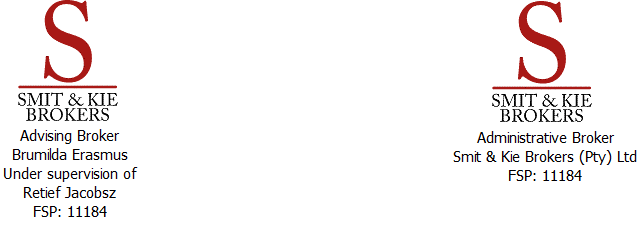 S
SMIT & KIE
BROKERS
Advising Broker
Brumilda Erasmus
Under supervision of
Retief Jacobsz
FSP: 11184
S
SMIT & KIE
BROKERS
Administrative Broker
Smit & Kie Brokers (Pty) Ltd
FSP: 11184